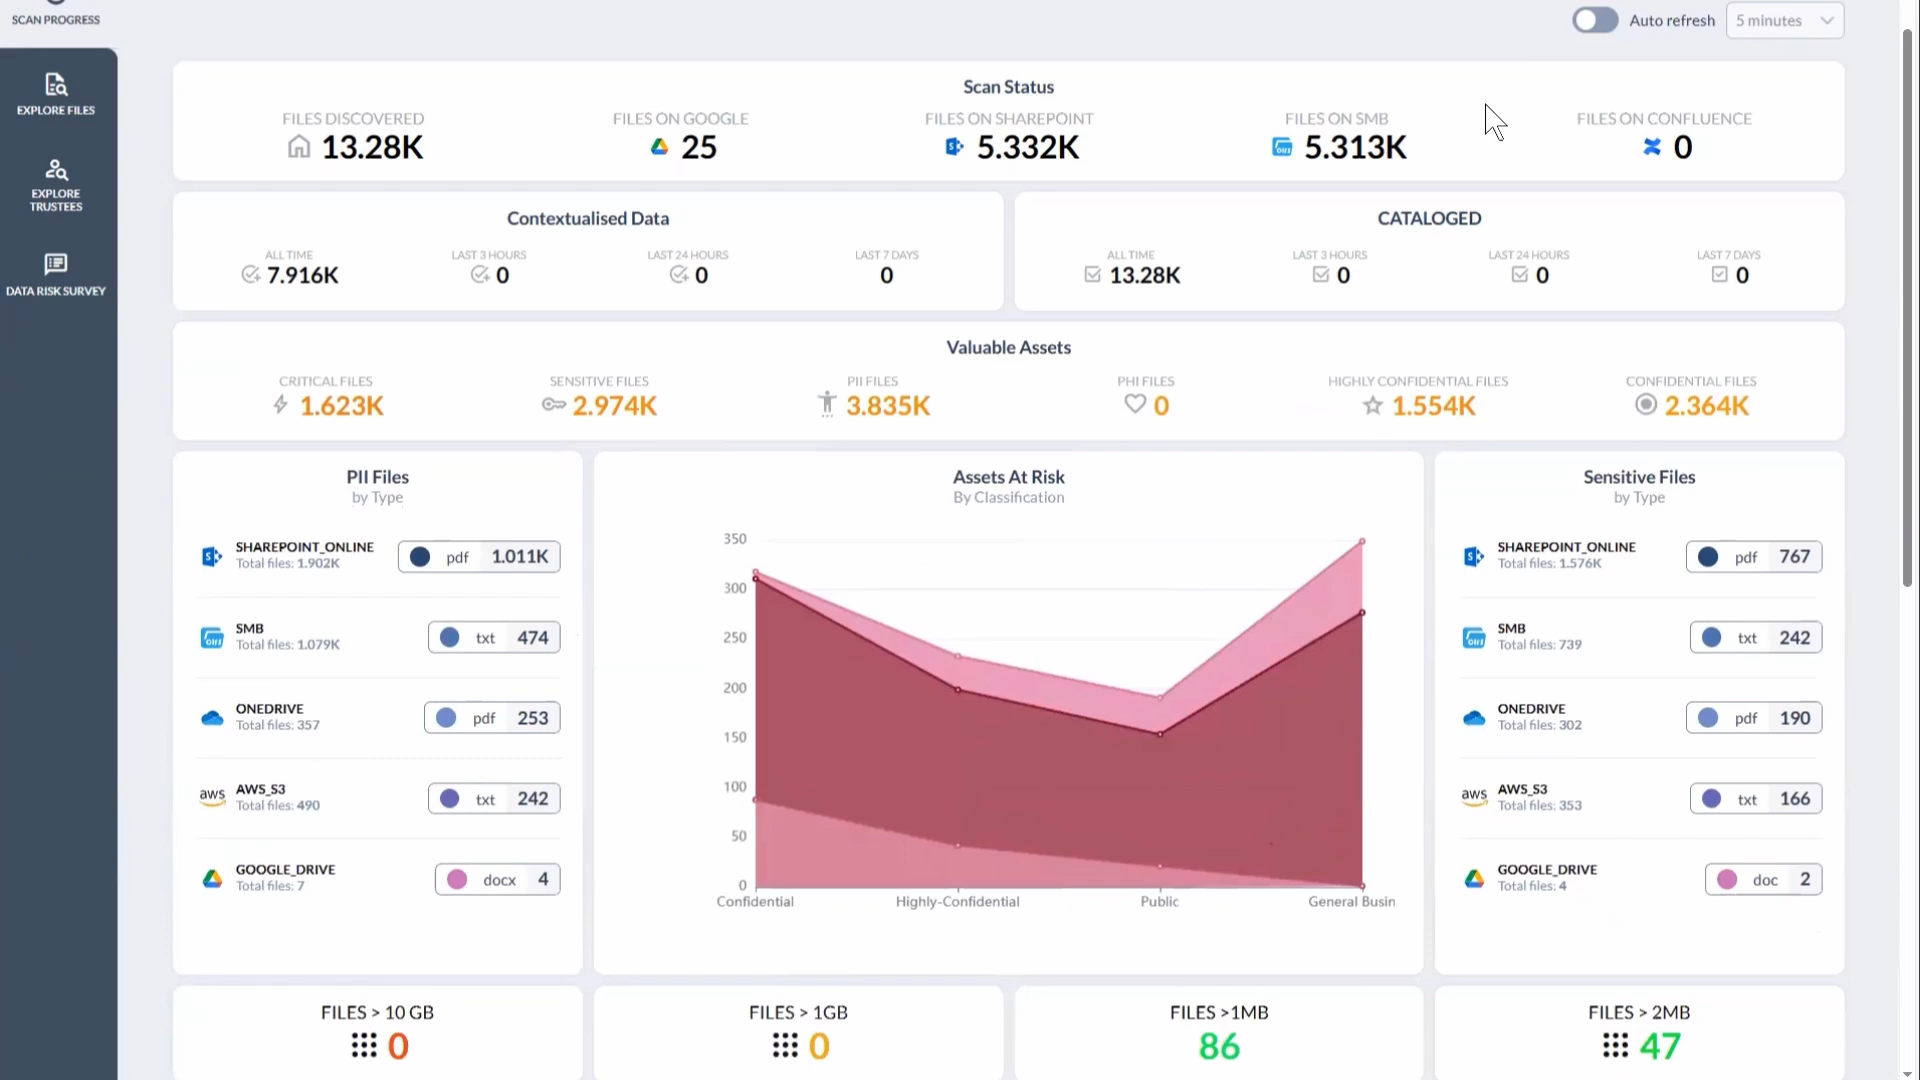 SCAN PROGRESS
Auto refresh
5 minutes
EXPLORE FILES
EXPLORE
TRUSTEES
DATA RISK SURVEY
Scan Status
FILES DISCOVERED
13.28K
FILES ON GOOGLE
25
FILES ON SHAREPOINT
5.332K
FILES ON SMB
5.313K
FILES ON CONFLUENCE
0
Contextualised Data
ALL TIME
7.916K
LAST 3 HOURS
0
LAST 24 HOURS
0
LAST 7 DAYS
0
CATALOGED
ALL TIME
13.28K
LAST 3 HOURS
0
LAST 24 HOURS
0
LAST 7 DAYS
0
Valuable Assets
CRITICAL FILES
1.623K
SENSITIVE FILES
2.974K
PII FILES
3.835K
PHI FILES
0
HIGHLY CONFIDENTIAL FILES
1.554K
CONFIDENTIAL FILES
2.364K
PII Files
by Type
SHAREPOINT_ONLINE
Total files: 1.902K
pdf 1.011K
SMB
Total files: 1.079K
txt 474
ONEDRIVE
Total files: 357
pdf 253
aws
AWS_S3
Total files: 490
txt 242
GOOGLE_DRIVE
Total files: 7
docx 4
Assets At Risk
By Classification
350
300
250
200
150
100
50
0
Confidential
Highly-Confidential
Public
General Busin
Sensitive Files
by Type
SHAREPOINT_ONLINE
Total files: 1.576K
pdf 767
SMB
Total files: 739
txt 242
ONEDRIVE
Total files: 302
pdf 190
aws
AWS_S3
Total files: 353
txt 166
GOOGLE_DRIVE
Total files: 4
doc 2
FILES > 10 GB
0
FILES > 1GB
0
FILES >1MB
86
FILES > 2MB
47